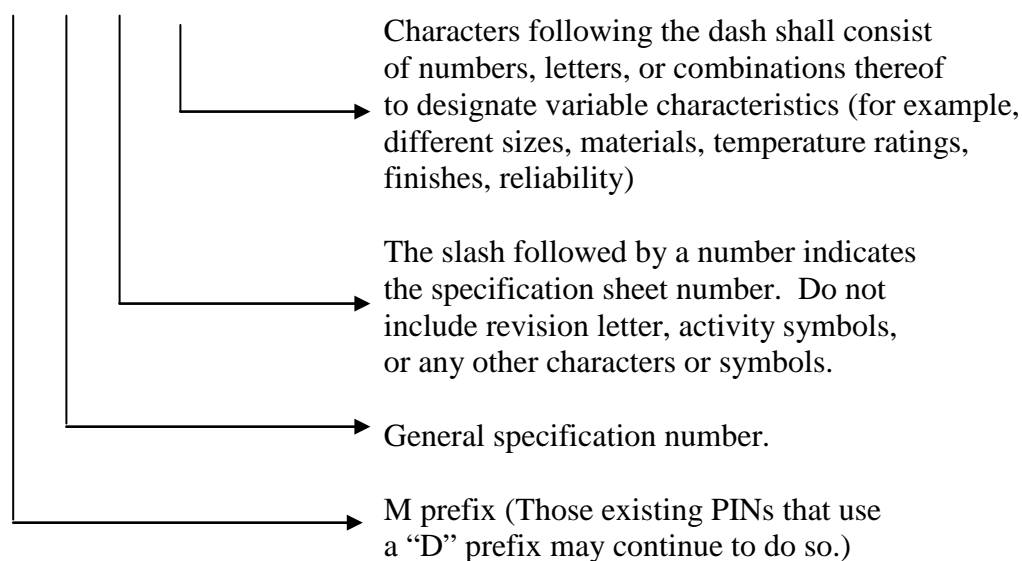 Characters following the dash shall consist
of numbers, letters, or combinations thereof
to designate variable characteristics (for example,
different sizes, materials, temperature ratings,
finishes, reliability)
The slash followed by a number indicates
the specification sheet number.  Do not
include revision letter, activity symbols,
or any other characters or symbols.
General specification number.
M prefix (Those existing PINs that use
a “D” prefix may continue to do so.)